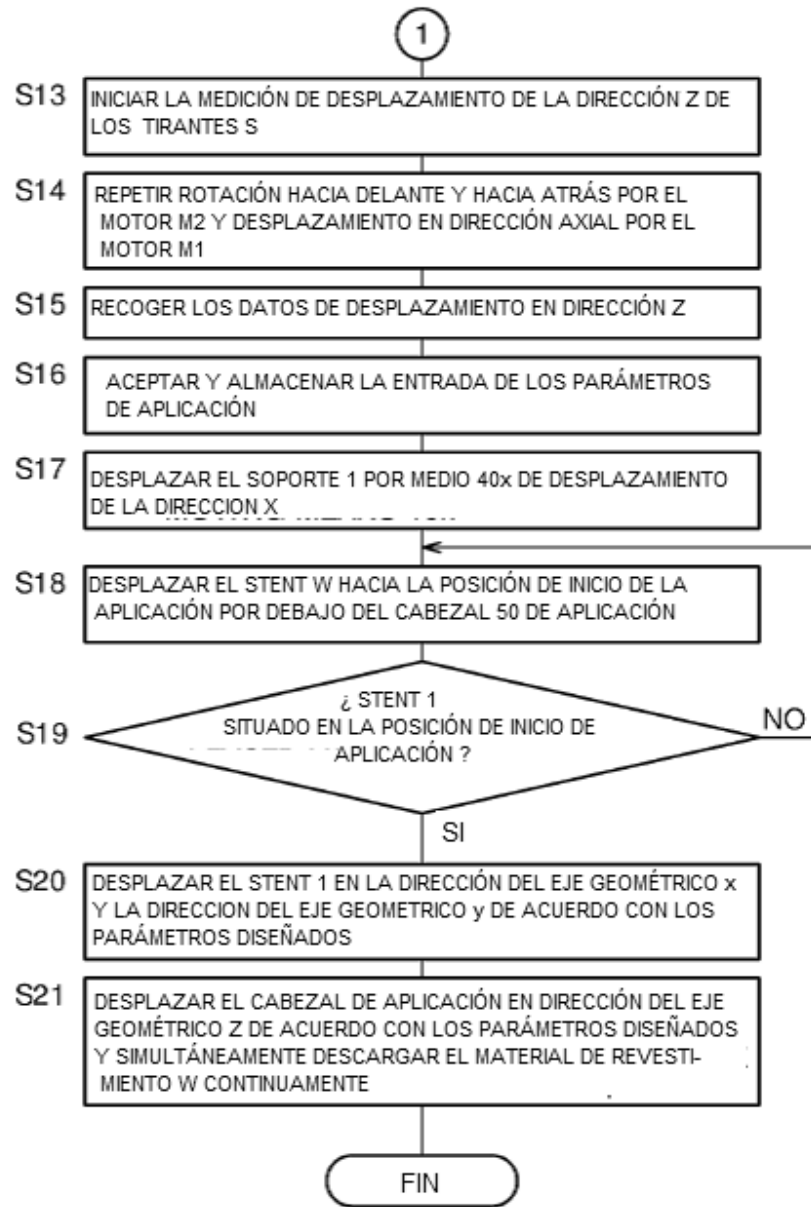 1
S13
INICIAR LA MEDICIÓN DE DESPLAZAMIENTO DE LA DIRECCIÓN Z DE
LOS TIRANTES S
S14
REPETIR ROTACIÓN HACIA DELANTE Y HACIA ATRÁS POR EL
MOTOR M2 Y DESPLAZAMIENTO EN DIRECCIÓN AXIAL POR EL
MOTOR M1
S15
RECOGER LOS DATOS DE DESPLAZAMIENTO EN DIRECCIÓN Z
S16
ACEPTAR Y ALMACENAR LA ENTRADA DE LOS PARÁMETROS
DE APLICACIÓN
S17
DESPLAZAR EL SOPORTE 1 POR MEDIO 40x DE DESPLAZAMIENTO
DE LA DIRECCION X
S18
DESPLAZAR EL STENT W HACIA LA POSICIÓN DE INICIO DE LA
APLICACIÓN POR DEBAJO DEL CABEZAL 50 DE APLICACIÓN
S19
¿ STENT 1
SITUADO EN LA POSICIÓN DE INICIO DE
APLICACIÓN ?
NO
SI
S20
DESPLAZAR EL STENT 1 EN LA DIRECCIÓN DEL EJE GEOMÉTRICO x
Y LA DIRECCION DEL EJE GEOMETRICO y DE ACUERDO CON LOS
PARÁMETROS DISEÑADOS
S21
DESPLAZAR EL CABEZAL DE APLICACIÓN EN DIRECCIÓN DEL EJE
GEOMÉTRICO Z DE ACUERDO CON LOS PARÁMETROS DISEÑADOS
Y SIMULTÁNEAMENTE DESCARGAR EL MATERIAL DE REVESTI-
MIENTO W CONTINUAMENTE
FIN